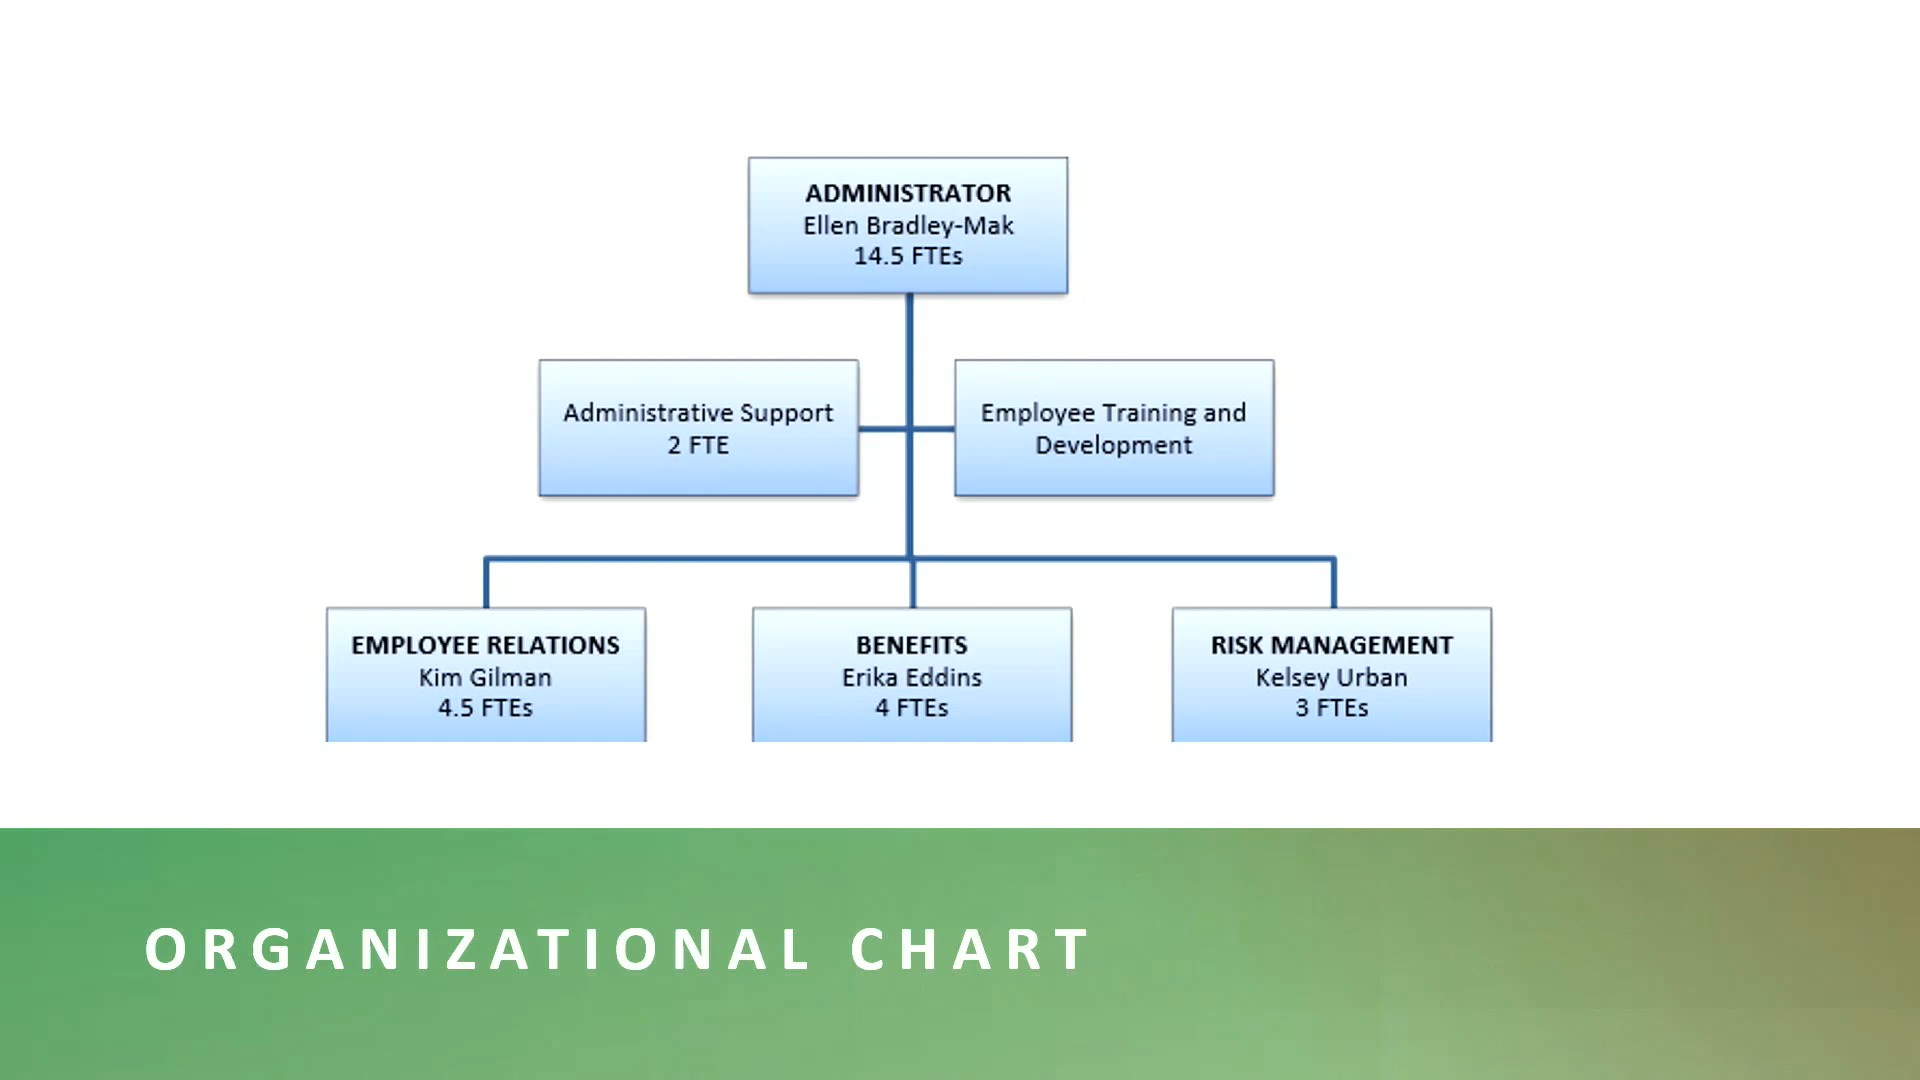 ADMINISTRATOR
Ellen Bradley-Mak
14.5 FTEs
Administrative Support
2 FTE
Employee Training and
Development
EMPLOYEE RELATIONS
Kim Gilman
4.5 FTEs
BENEFITS
Erika Eddins
4 FTEs
RISK MANAGEMENT
Kelsey Urban
3 FTEs
ORGANIZATIONAL CHART